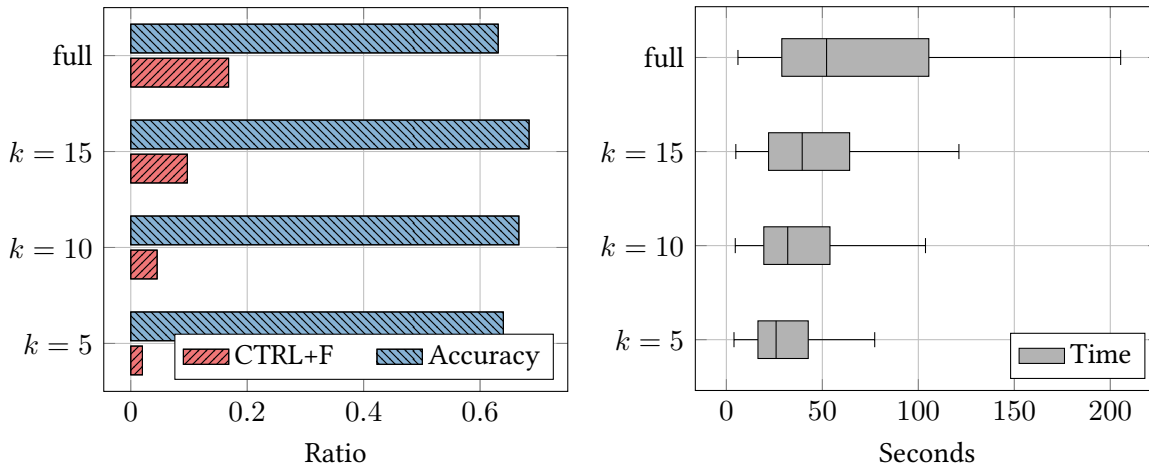 full
k = 15
k = 10
k = 5
CTRL+F Accuracy
0 0.2 0.4 0.6
Ratio
full
k = 15
k = 10
k = 5
Time
0 50 100 150 200
Seconds